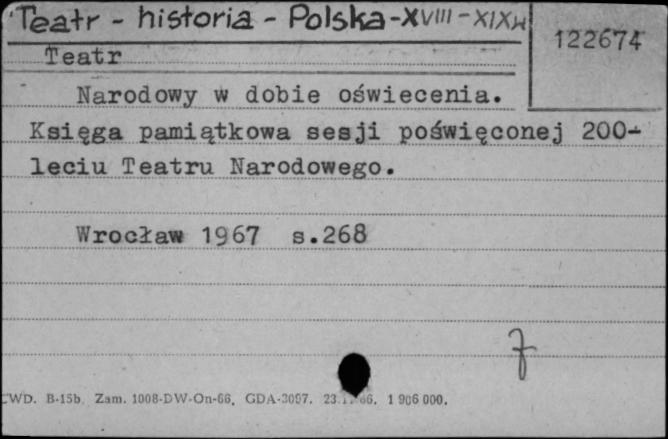 Teatr - historia - Polska - XVIII - XIXw
122674
Teatr
Narodowy w dobie oświecenia.
Księga pamiątkowa sesji poświęconej 200-
leciu Teatru Narodowego.
Wrocław 1967 s.268
WD. B-15b. Zam. 1008-DW-On-66. GDA-3097. 66. 1 906 000.